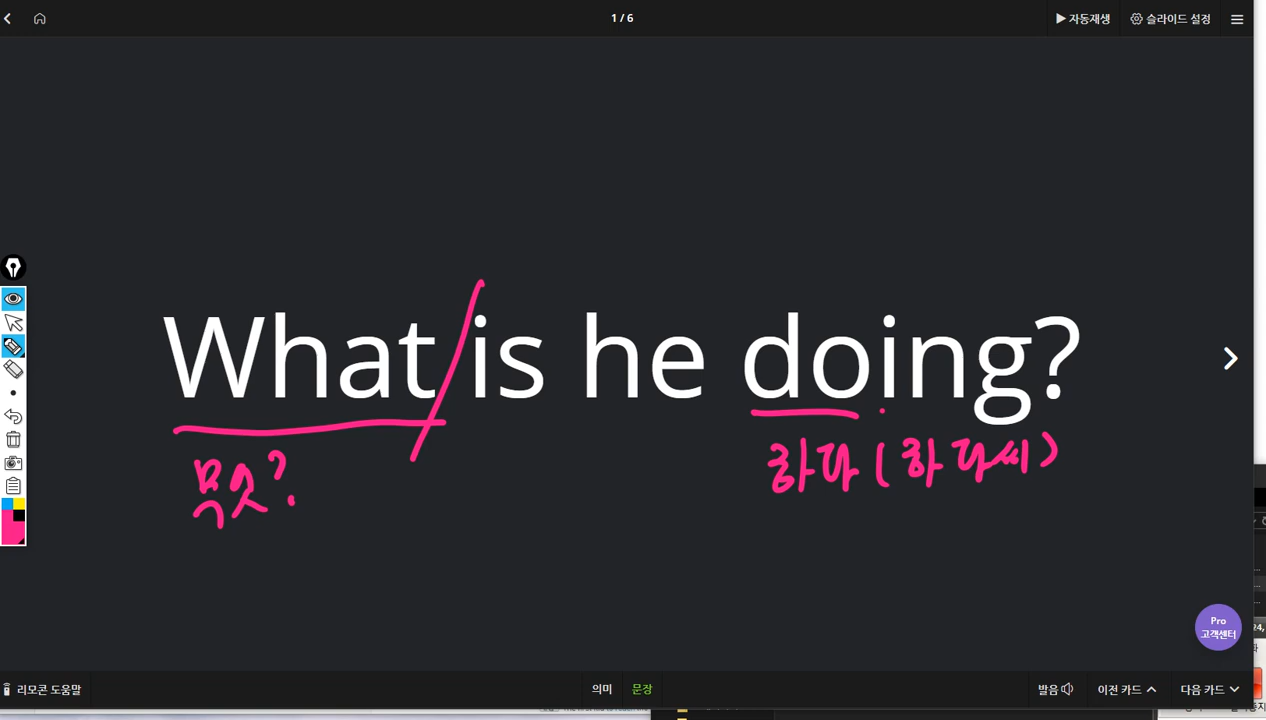 1 / 6
자동재생
슬라이드 설정
What is he doing?
무엇?
하다 (하다씨)
Pro
고객센터
리모콘 도움말
의미
문장
발음
이전 카드
다음 카드